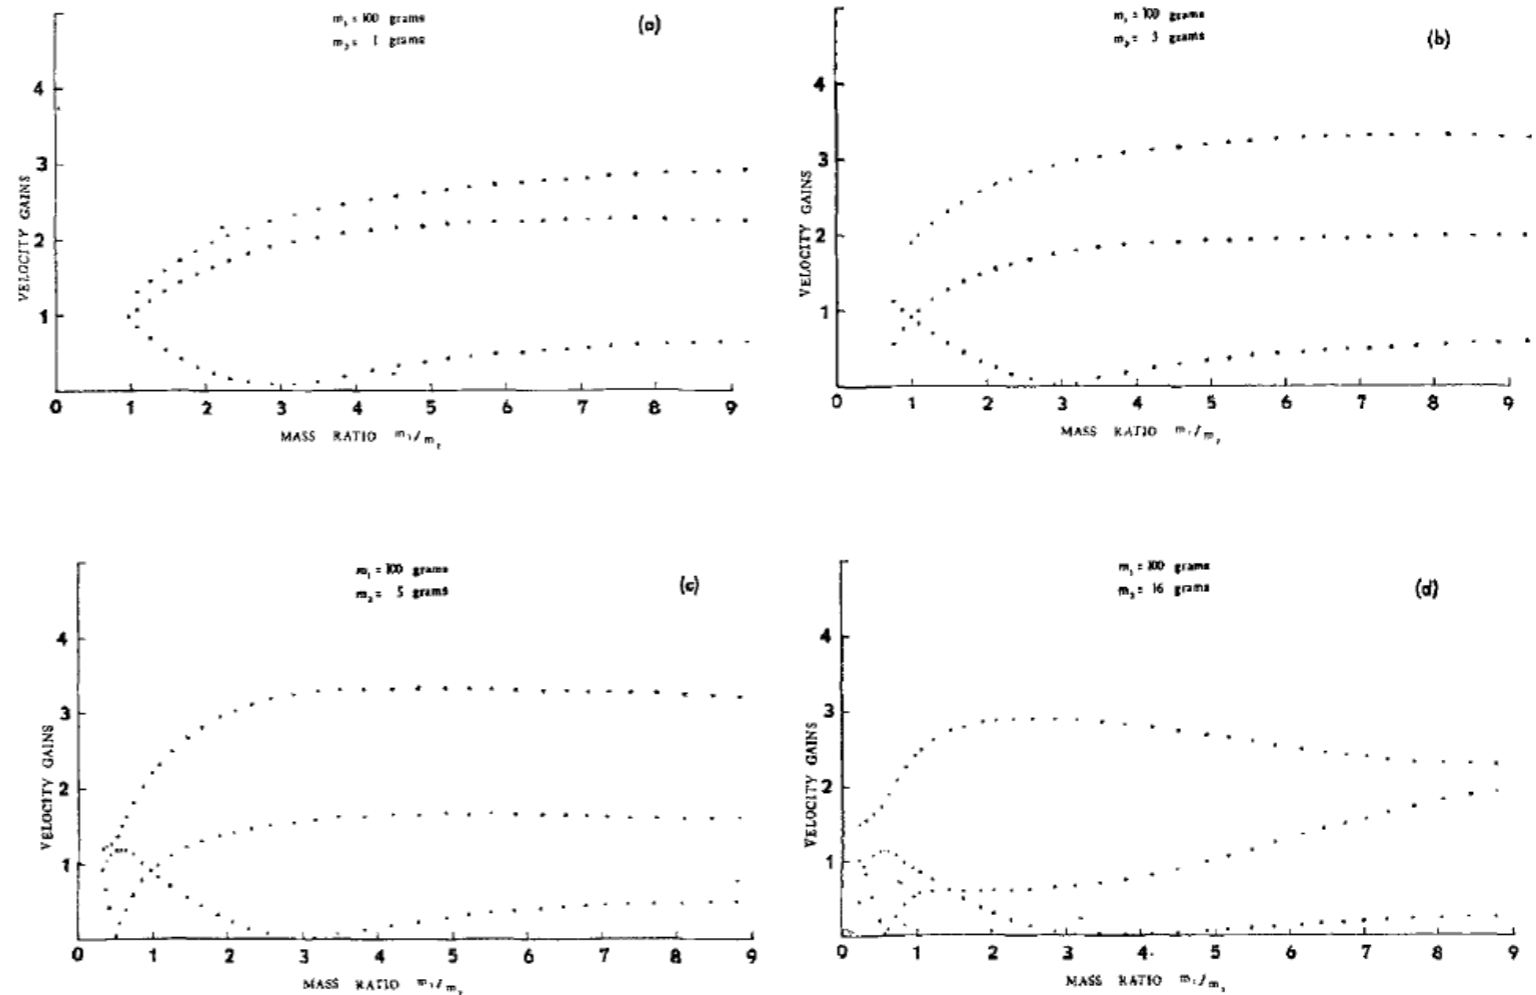 m₁ = 100 grams
m₃ = 1 grams
(a)
4
3
2
1
VELOCITY GAINS
0 1 2 3 4 5 6 7 8 9
MASS RATIO m₁/m₂
m₁ = 100 grams
m₃ = 3 grams
(b)
4
3
2
1
VELOCITY GAINS
0 1 2 3 4 5 6 7 8 9
MASS RATIO m₁/m₂
m₁ = 100 grams
m₃ = 5 grams
(c)
4
3
2
1
VELOCITY GAINS
0 1 2 3 4 5 6 7 8 9
MASS RATIO m₁/m₂
m₁ = 100 grams
m₃ = 16 grams
(d)
4
3
2
1
VELOCITY GAINS
0 1 2 3 4 5 6 7 8 9
MASS RATIO m₁/m₂